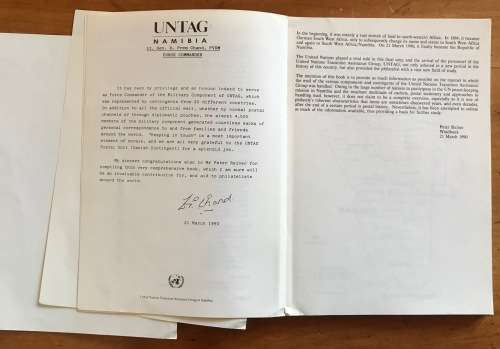 UNTAG
NAMIBIA
Lt. Gen. D. Prem Chand, PVSM
FORCE COMMANDER
It has been my privilege and an honour indeed to serve
as Force Commander of the Military Component of UNTAG, which
was represented by contingents from 20 different countries.
In addition to all the official mail, whether by normal postal
channels or through diplomatic pouches, the almost 4,500
members of the military component generated countless sacks of
personal correspondence to and from families and friends
around the world. "Keeping in touch" is a most important
element of morale, and we are all very grateful to the UNTAG
Postal Unit (Danish Contingent) for a splendid job.
My sincere congratulations also to Mr Peter Reiner for
compiling this very comprehensive book, which I am sure will
be an invaluable contribution for, and aid to philatelists
around the world.
21 March 1990
United Nations Transition Assistance Group in Namibia
In the beginning, it was merely a vast stretch of land in south-western Africa. In 1884, it became
German South West Africa, only to subsequently change its name and status to South West Africa
and again to South West Africa/Namibia. On 21 March 1990, it finally became the Republic of
Namibia.
The United Nations played a vital role in this final entry and the arrival of the personnel of the
United Nations Transition Assistance Group, UNTAG, not only ushered in a new period in the
history of this country, but also provided the philatelist with a vast new field of study.
The intention of this book is to provide as much information as possible on the manner in which
the mail of the various components and contingents of the United Nations Transition Assistance
Group was handled. Owing to the large number of nations to participate in the UN peace-keeping
mission in Namibia and the resultant multitude of cachets, postal stationery and approaches to
handling mail, however, it does not claim to be a complete overview, especially as it is one of
philately's inherent characteristics that items are sometimes discovered years, and even decades,
after the end of a certain period in postal history. Nevertheless, it has been attempted to collate
as much of the information available, thus providing a basis for further study.
Peter Reiner
Windhoek
21 March 1990